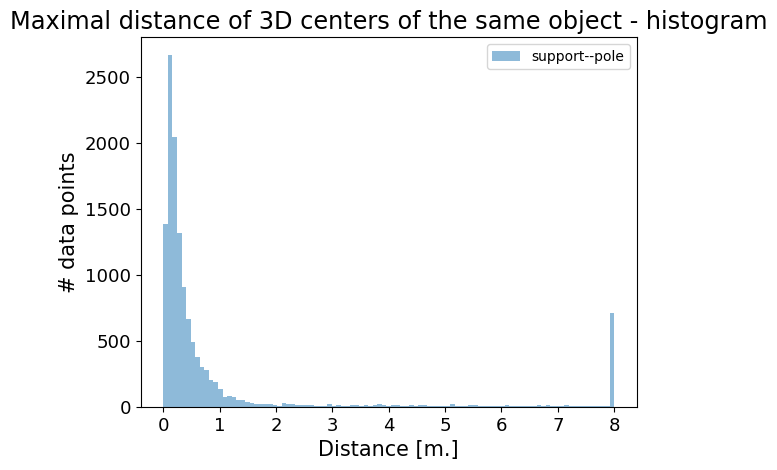 Maximal distance of 3D centers of the same object - histogram
support--pole
# data points
2500
2000
1500
1000
500
0
0 1 2 3 4 5 6 7 8
Distance [m.]